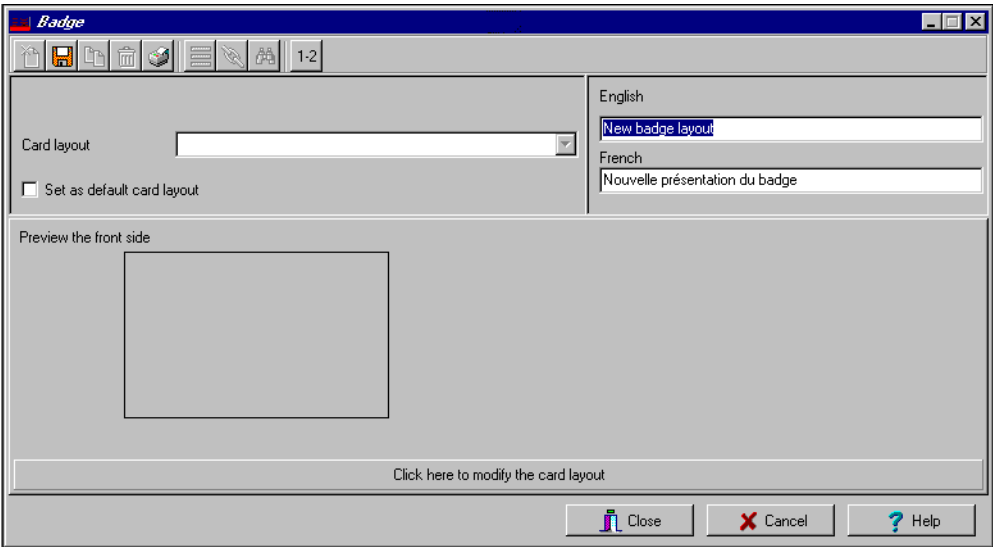 Badge
1-2
English
New badge layout
Card layout
French
Set as default card layout
Nouvelle présentation du badge
Preview the front side
Click here to modify the card layout
Close
Cancel
Help